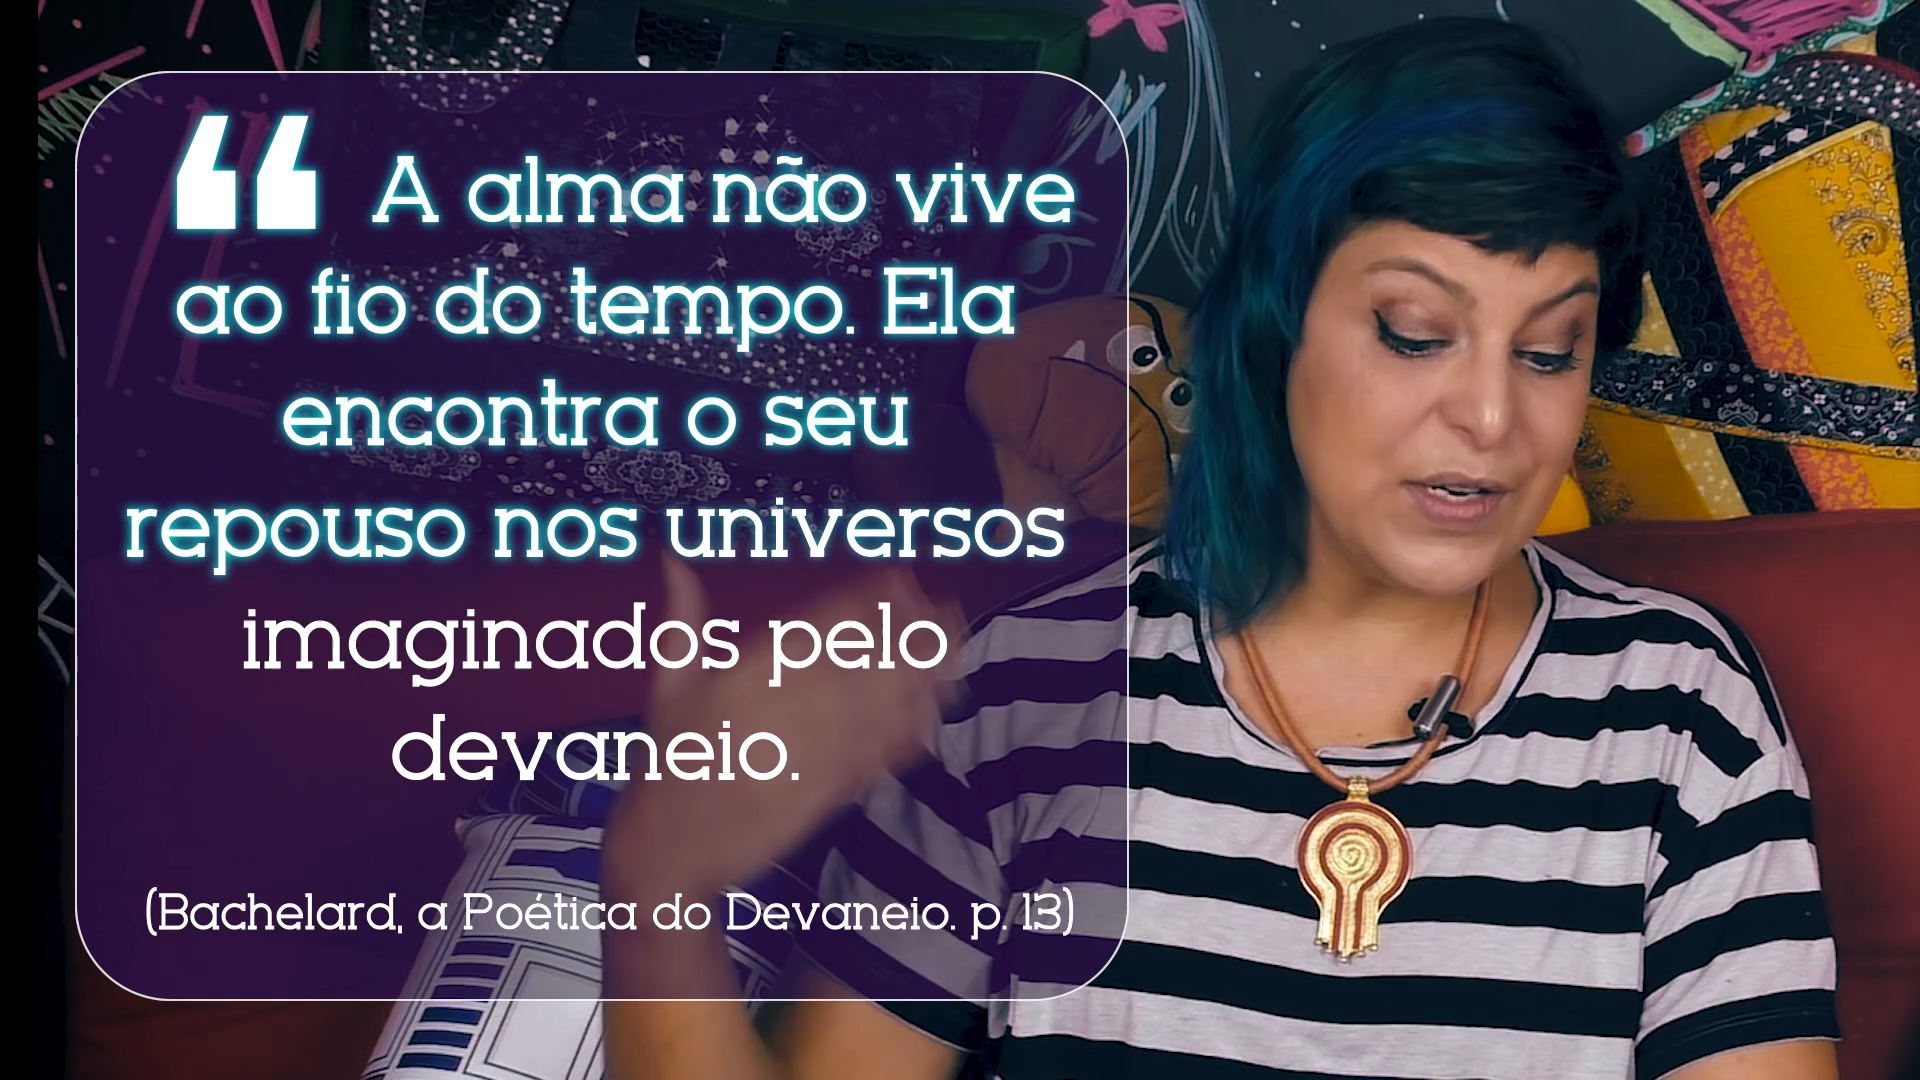 “ A alma não vive
ao fio do tempo. Ela
encontra o seu
repouso nos universos
imaginados pelo
devaneio.
(Bachelard, a Poética do Devaneio. p. 13)